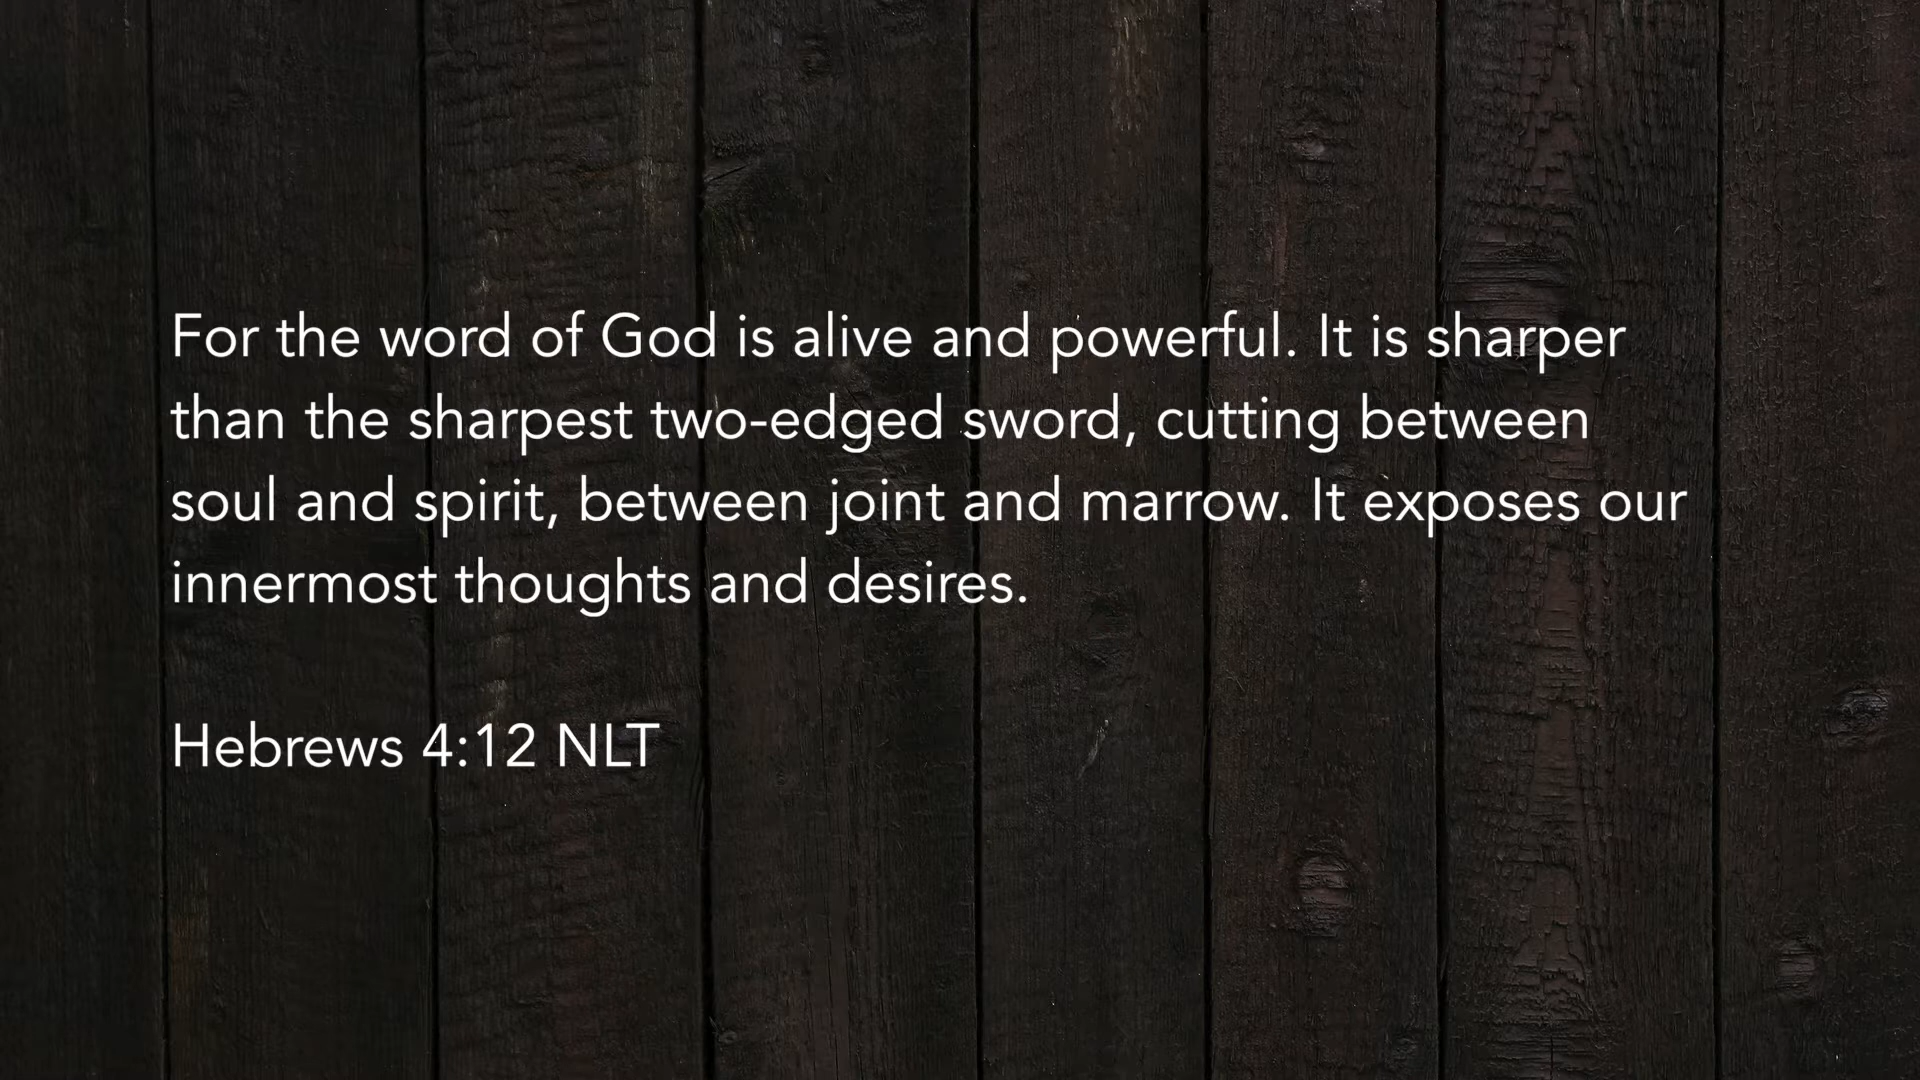 For the word of God is alive and powerful. It is sharper
than the sharpest two-edged sword, cutting between
soul and spirit, between joint and marrow. It exposes our
innermost thoughts and desires.
Hebrews 4:12 NLT